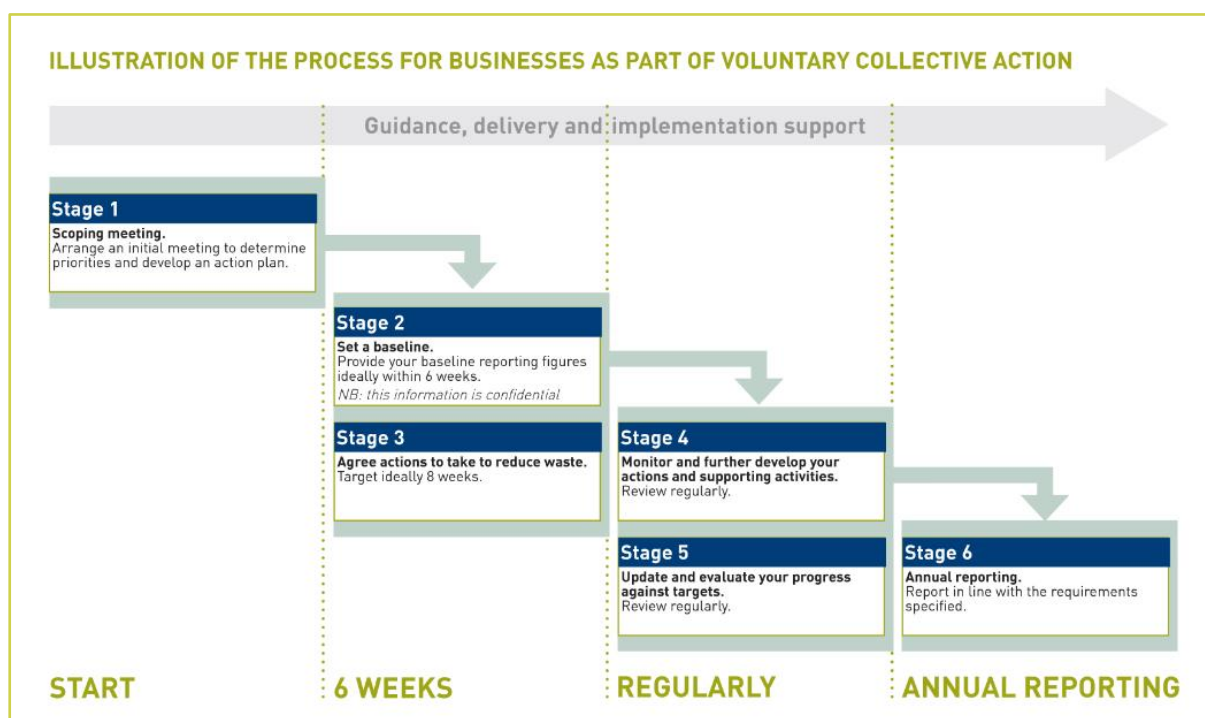 ILLUSTRATION OF THE PROCESS FOR BUSINESSES AS PART OF VOLUNTARY COLLECTIVE ACTION
Guidance, delivery and implementation support
Stage 1
Scoping meeting.
Arrange an initial meeting to determine
priorities and develop an action plan.
Stage 2
Set a baseline.
Provide your baseline reporting figures
ideally within 6 weeks.
NB: this information is confidential
Stage 3
Agree actions to take to reduce waste.
Target ideally 8 weeks.
Stage 4
Monitor and further develop your
actions and supporting activities.
Review regularly.
Stage 5
Update and evaluate your progress
against targets.
Review regularly.
Stage 6
Annual reporting.
Report in line with the requirements
specified.
START
6 WEEKS
REGULARLY
ANNUAL REPORTING